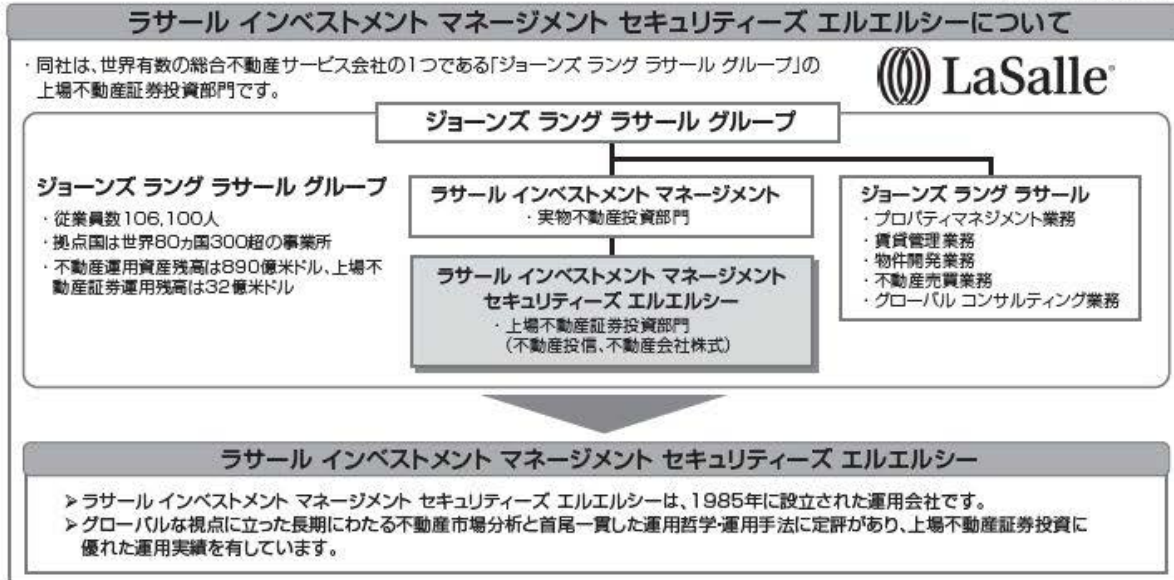 ラサール インベストメント マネージメント セキュリティーズ エルエルシーについて
・同社は、世界有数の総合不動産サービス会社の1つである「ジョーンズ ラング ラサール グループ」の
上場不動産証券投資部門です。
LaSalle
ジョーンズ ラング ラサール グループ
ジョーンズ ラング ラサール グループ
・従業員数106,100人
・拠点国は世界80ヵ国300超の事業所
・不動産運用資産残高は890億米ドル、上場不
動産証券運用残高は32億米ドル
ラサール インベストメント マネージメント
・実物不動産投資部門
ラサール インベストメント マネージメント
セキュリティーズ エルエルシー
・上場不動産証券投資部門
(不動産投信、不動産会社株式)
ジョーンズ ラング ラサール
・プロパティマネジメント業務
・賃貸管理業務
・物件開発業務
・不動産売買業務
・グローバル コンサルティング業務
ラサール インベストメント マネージメント セキュリティーズ エルエルシー
➢ラサール インベストメント マネージメント セキュリティーズ エルエルシーは、1985年に設立された運用会社です。
➢グローバルな視点に立った長期にわたる不動産市場分析と首尾一貫した運用哲学・運用手法に定評があり、上場不動産証券投資に
優れた運用実績を有しています。